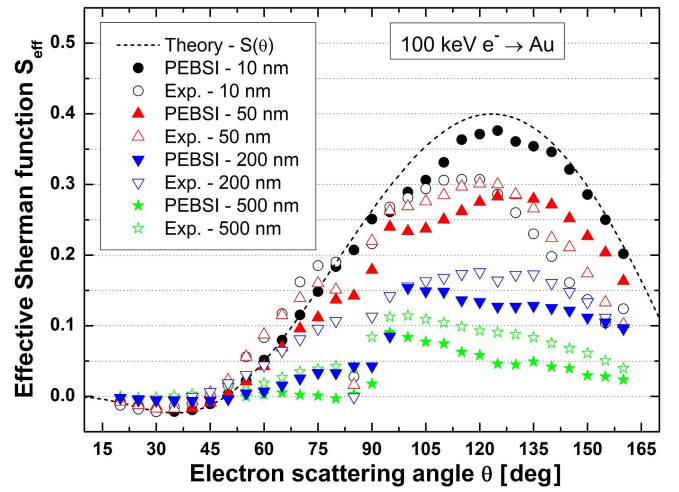 Effective Sherman function S_eff
0.5
0.4
0.3
0.2
0.1
0.0
Theory - S(θ)
PEBSI - 10 nm
Exp. - 10 nm
PEBSI - 50 nm
Exp. - 50 nm
PEBSI - 200 nm
Exp. - 200 nm
PEBSI - 500 nm
Exp. - 500 nm
100 keV e⁻ → Au
15 30 45 60 75 90 105 120 135 150 165
Electron scattering angle θ [deg]